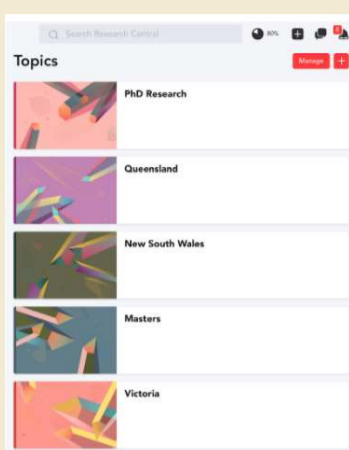 Search Research Central
80%
Topics
Manage
PhD Research
Queensland
New South Wales
Masters
Victoria